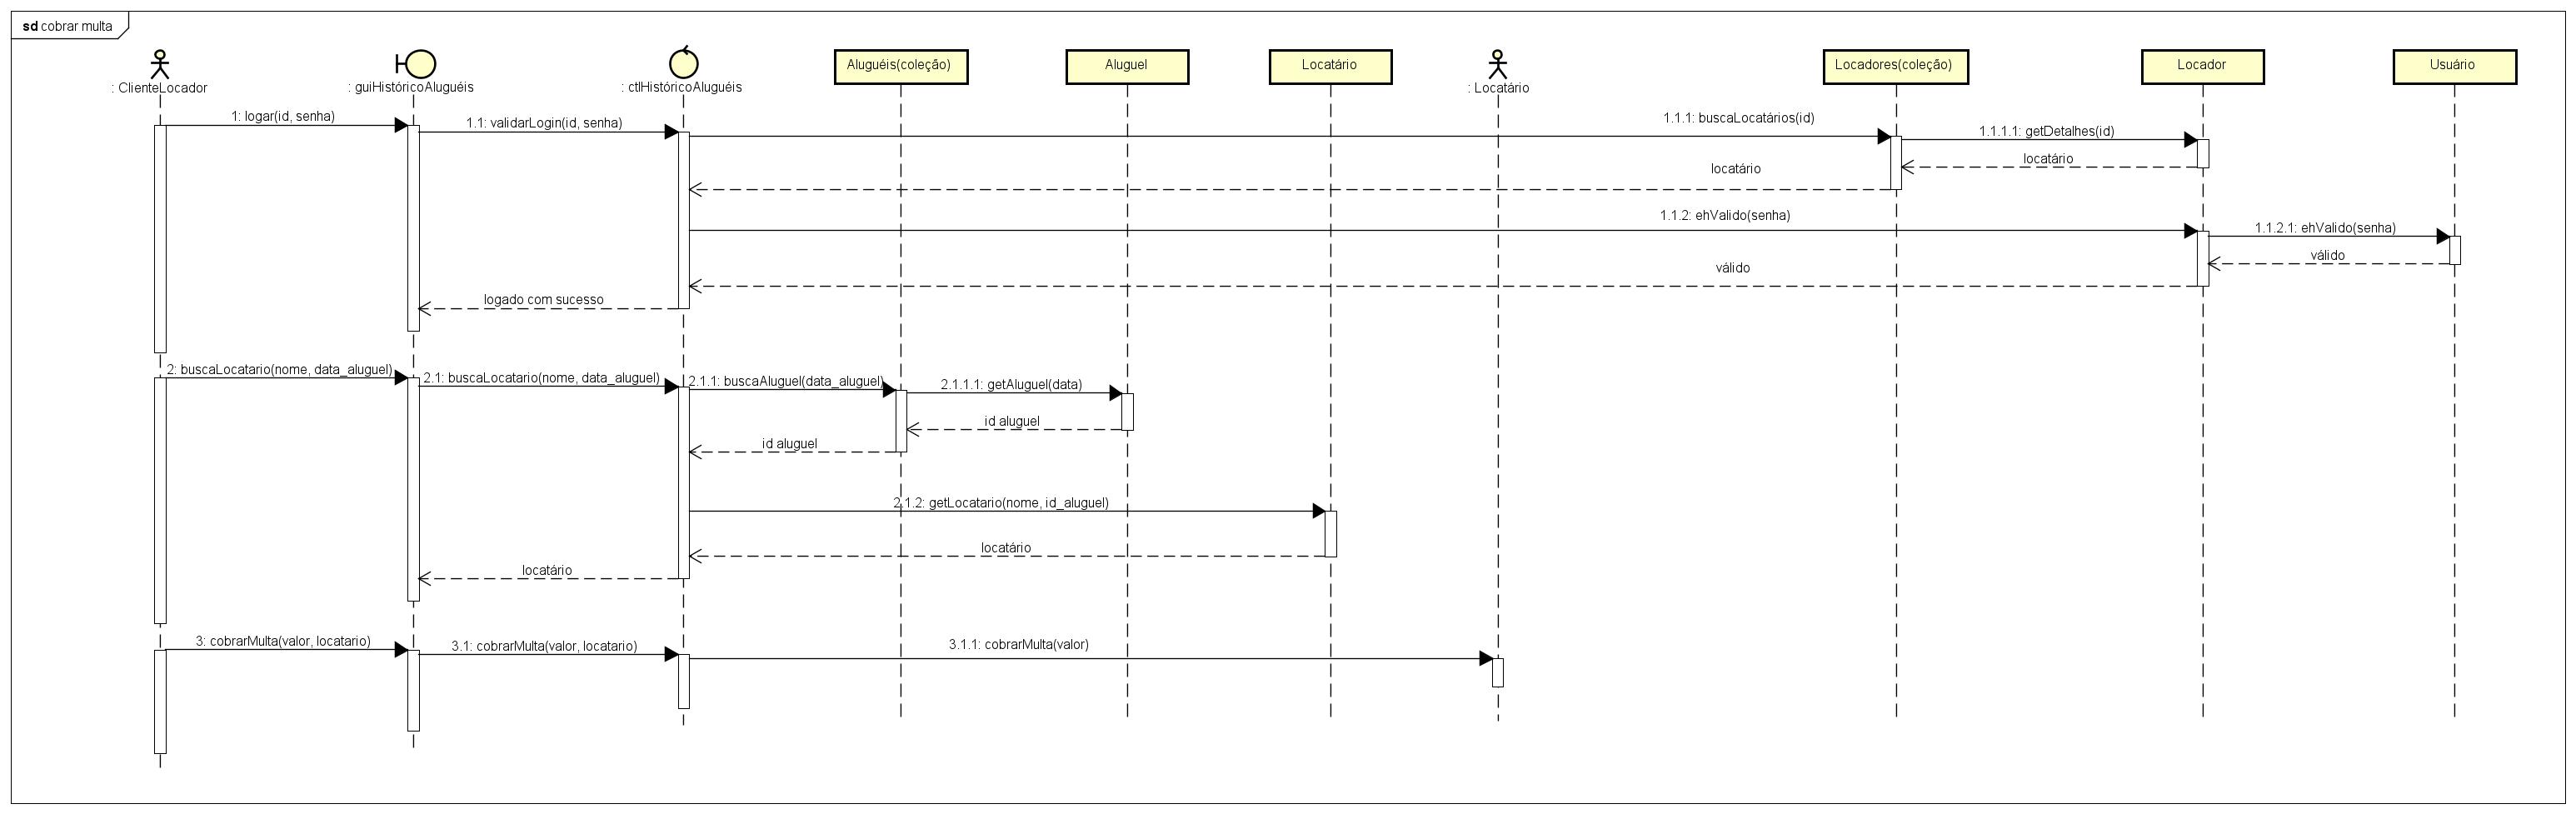 sd cobrar multa
: ClienteLocador
: guiHistóricoAluguéis
: ctlHistóricoAluguéis
Aluguéis(coleção)
Aluguel
Locatário
: Locatário
Locadores(coleção)
Locador
Usuário
1: logar(id, senha)
1.1: validarLogin(id, senha)
1.1.1: buscaLocatários(id)
1.1.1.1: getDetalhes(id)
locatário
locatário
1.1.2: ehValido(senha)
1.1.2.1: ehValido(senha)
válido
válido
logado com sucesso
2: buscaLocatario(nome, data_aluguel)
2.1: buscaLocatario(nome, data_aluguel)
2.1.1: buscaAluguel(data_aluguel)
2.1.1.1: getAluguel(data)
id aluguel
id aluguel
2.1.2: getLocatario(nome, id_aluguel)
locatário
locatário
3: cobrarMulta(valor, locatario)
3.1: cobrarMulta(valor, locatario)
3.1.1: cobrarMulta(valor)